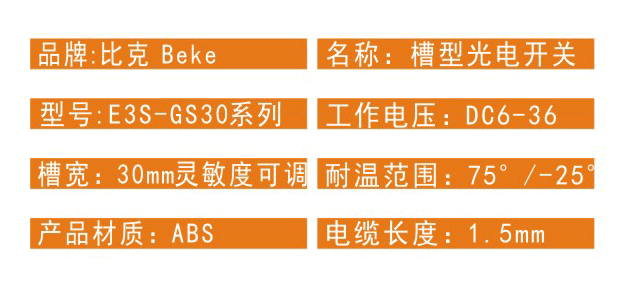 品牌:比克 Beke
名称：槽型光电开关
型号:E3S-GS30系列
工作电压：DC6-36
槽宽：30mm灵敏度可调
耐温范围：75°/-25°
产品材质：ABS
电缆长度：1.5mm